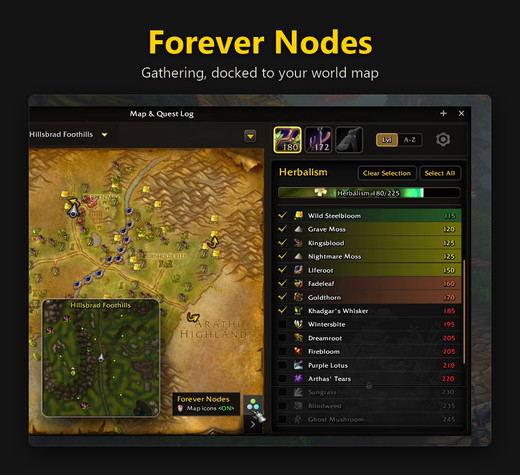 Forever Nodes
Gathering, docked to your world map
Map & Quest Log
Hillsbrad Foothills
180
172
Lvl
A-Z
Herbalism
Clear Selection
Select All
Herbalism 180/225
Wild Steelbloom 115
Grave Moss 120
Kingsblood 125
Nightmare Moss 125
Liferoot 150
Fadeleaf 160
Goldthorn 170
Khadgar's Whisker 185
Wintersbite 195
Dreamroot 205
Firebloom 205
Purple Lotus 210
Arthas' Tears 220
Sungrass 230
Blindweed 235
Ghost Mushroom 245
Arathi
Highland
Hillsbrad Foothills
Forever Nodes
Map Icons <ON>